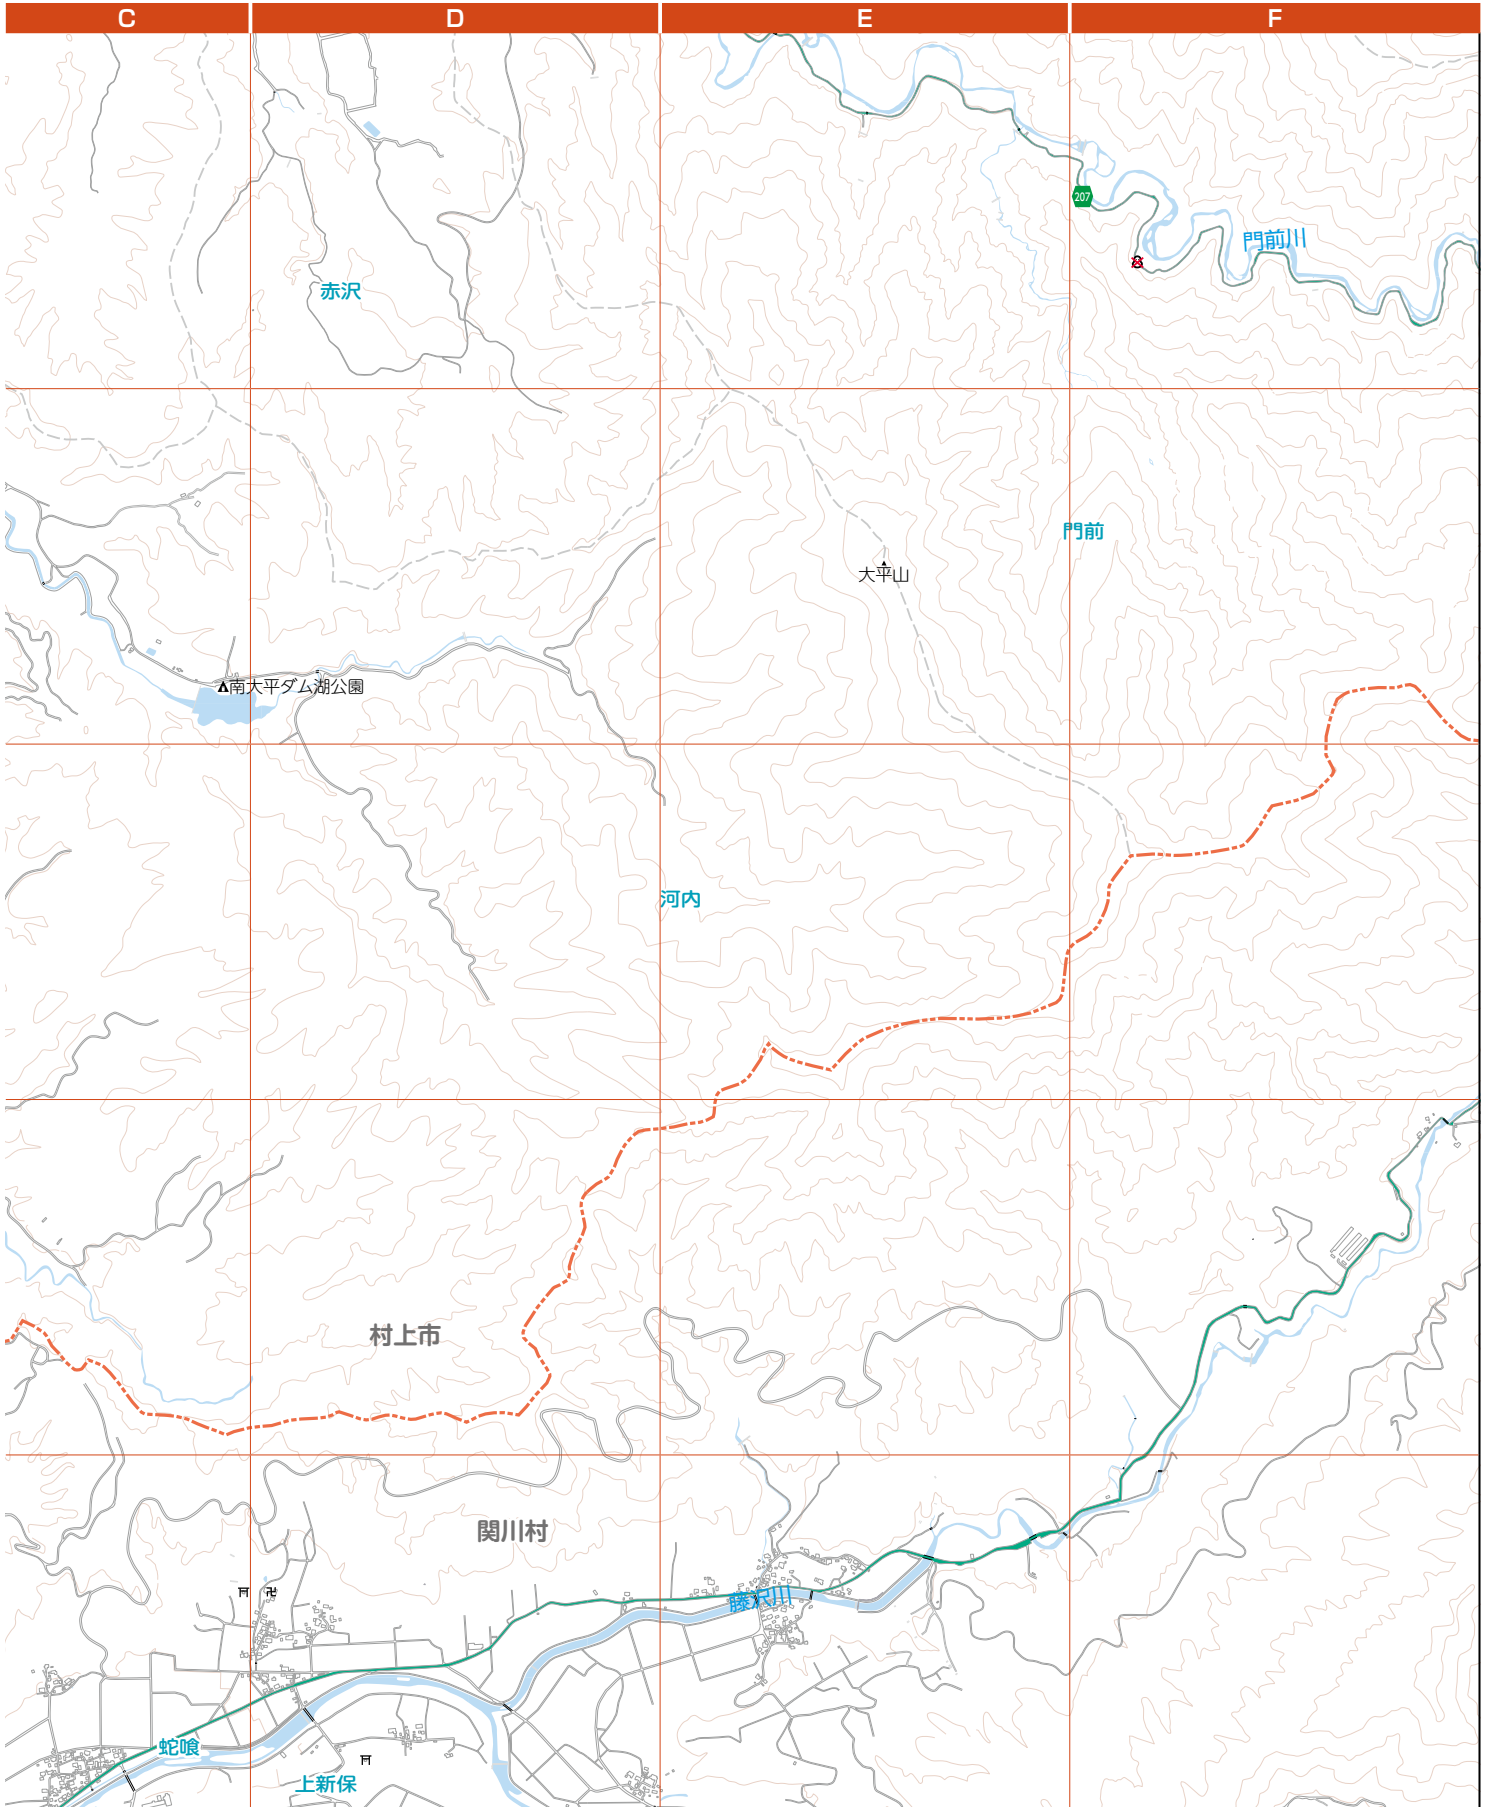 C D E F
207
門前川
赤沢
門前
大平山
南大平ダム湖公園
河内
村上市
関川村
藤沢川
蛇喰
上新保